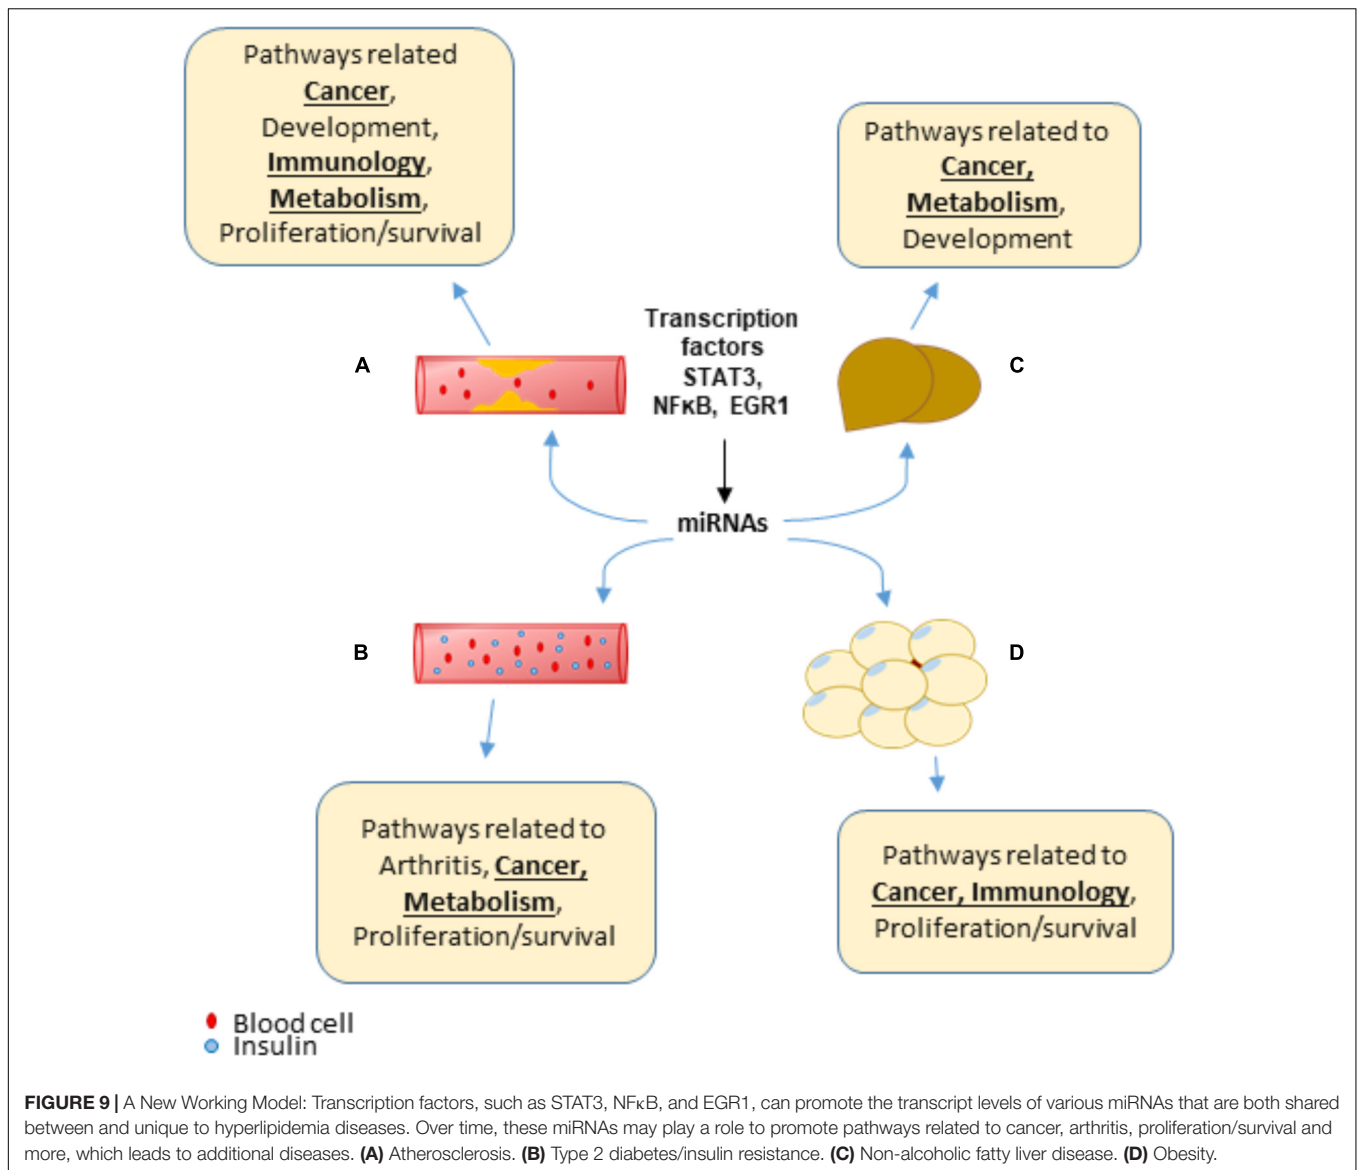 Pathways related
Cancer,
Development,
Immunology,
Metabolism,
Proliferation/survival
Pathways related to
Cancer,
Metabolism,
Development
Transcription
factors
STAT3,
NFκB, EGR1
A
C
miRNAs
B
D
Pathways related to
Arthritis, Cancer,
Metabolism,
Proliferation/survival
Pathways related to
Cancer, Immunology,
Proliferation/survival
Blood cell
Insulin
FIGURE 9 | A New Working Model: Transcription factors, such as STAT3, NFκB, and EGR1, can promote the transcript levels of various miRNAs that are both shared
between and unique to hyperlipidemia diseases. Over time, these miRNAs may play a role to promote pathways related to cancer, arthritis, proliferation/survival and
more, which leads to additional diseases. (A) Atherosclerosis. (B) Type 2 diabetes/insulin resistance. (C) Non-alcoholic fatty liver disease. (D) Obesity.